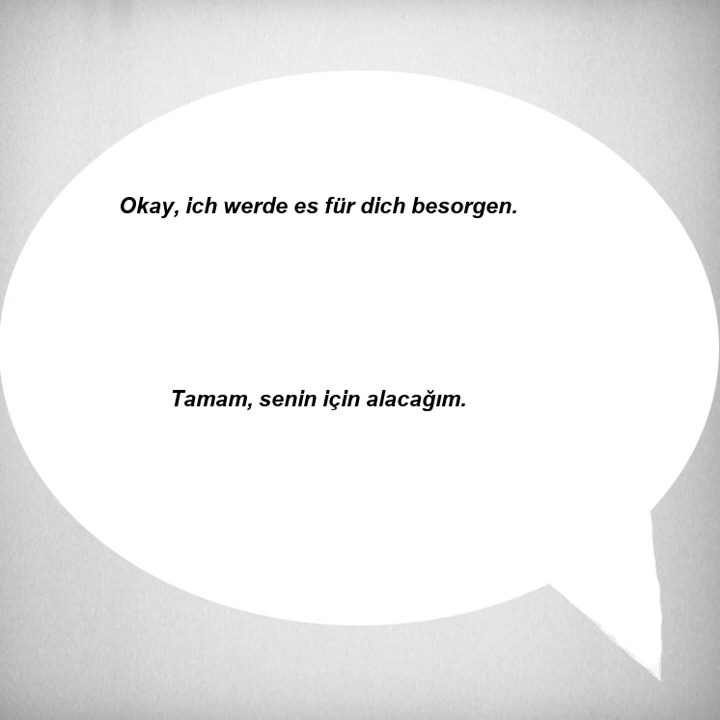 Okay, ich werde es für dich besorgen.
Tamam, senin için alacağım.